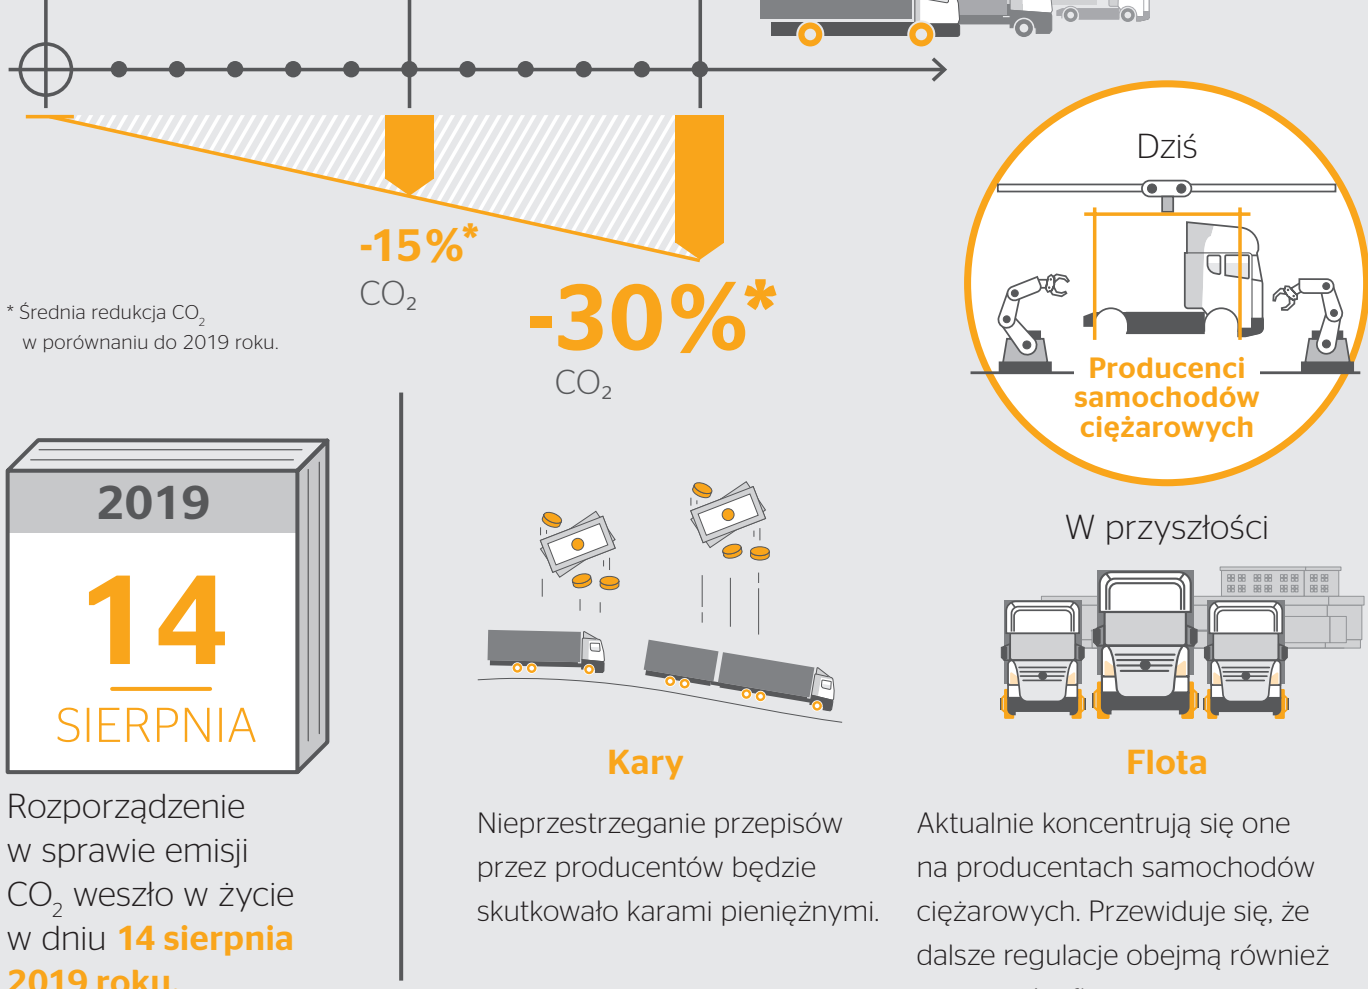 -15%*
CO₂
-30%*
CO₂
* Średnia redukcja CO₂
w porównaniu do 2019 roku.
Dziś
Producenci
samochodów
ciężarowych
2019
14
SIERPNIA
Rozporządzenie
w sprawie emisji
CO₂ weszło w życie
w dniu 14 sierpnia
2019 roku.
Kary
Nieprzestrzeganie przepisów
przez producentów będzie
skutkowało karami pieniężnymi.
W przyszłości
Flota
Aktualnie koncentrują się one
na producentach samochodów
ciężarowych. Przewiduje się, że
dalsze regulacje obejmą również